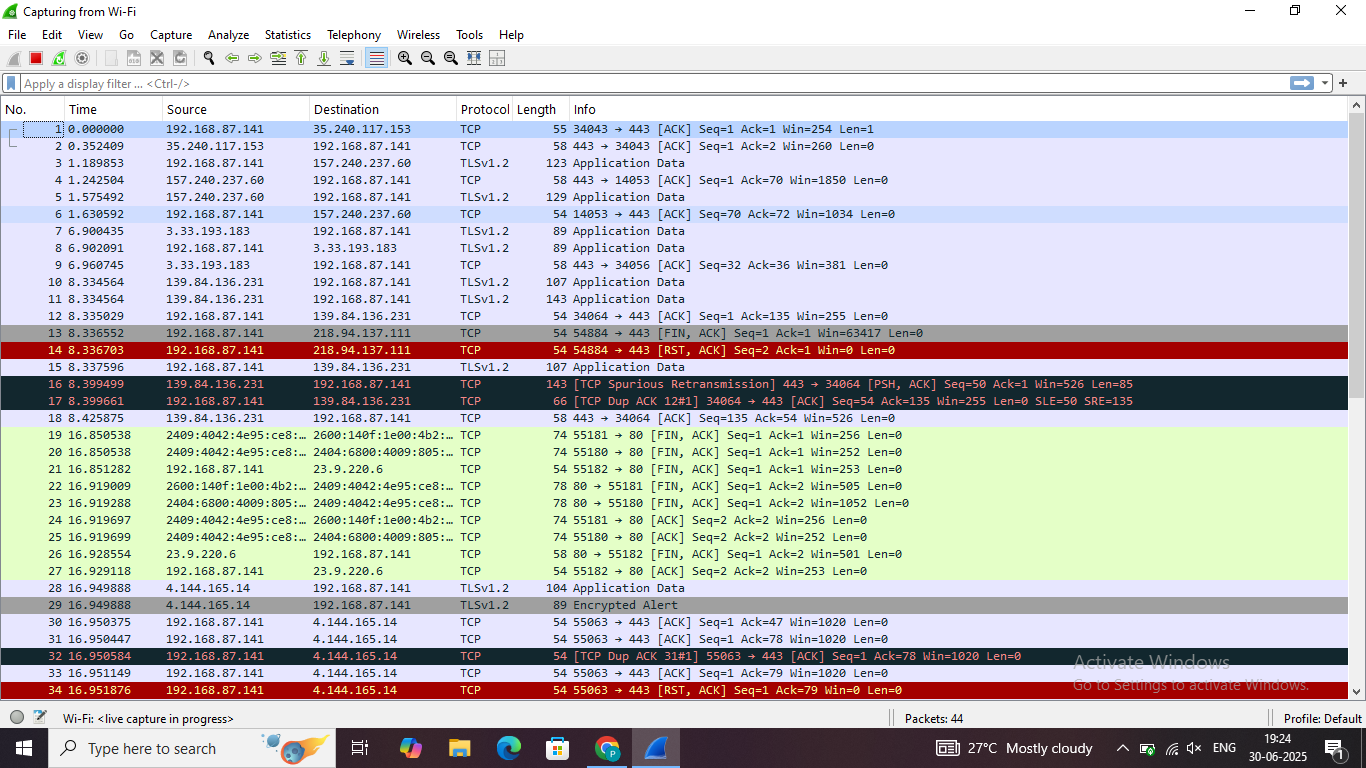 Capturing from Wi-Fi
File Edit View Go Capture Analyze Statistics Telephony Wireless Tools Help
Apply a display filter ... <Ctrl-/>
No. Time Source Destination Protocol Length Info
1 0.000000 192.168.87.141 35.240.117.153 TCP 55 34043 → 443 [ACK] Seq=1 Ack=1 Win=254 Len=1
2 0.352409 35.240.117.153 192.168.87.141 TCP 58 443 → 34043 [ACK] Seq=1 Ack=2 Win=260 Len=0
3 1.189853 192.168.87.141 157.240.237.60 TLSv1.2 123 Application Data
4 1.242504 157.240.237.60 192.168.87.141 TCP 58 443 → 14053 [ACK] Seq=1 Ack=70 Win=1850 Len=0
5 1.575492 157.240.237.60 192.168.87.141 TLSv1.2 129 Application Data
6 1.630592 192.168.87.141 157.240.237.60 TCP 54 14053 → 443 [ACK] Seq=70 Ack=72 Win=1034 Len=0
7 6.900435 3.33.193.183 192.168.87.141 TLSv1.2 89 Application Data
8 6.902091 192.168.87.141 3.33.193.183 TLSv1.2 89 Application Data
9 6.960745 3.33.193.183 192.168.87.141 TCP 58 443 → 34056 [ACK] Seq=32 Ack=36 Win=381 Len=0
10 8.334564 139.84.136.231 192.168.87.141 TLSv1.2 107 Application Data
11 8.334564 139.84.136.231 192.168.87.141 TLSv1.2 143 Application Data
12 8.335029 192.168.87.141 139.84.136.231 TCP 54 34064 → 443 [ACK] Seq=1 Ack=135 Win=255 Len=0
13 8.336552 192.168.87.141 218.94.137.111 TCP 54 54884 → 443 [FIN, ACK] Seq=1 Ack=1 Win=63417 Len=0
14 8.336703 192.168.87.141 218.94.137.111 TCP 54 54884 → 443 [RST, ACK] Seq=2 Ack=1 Win=0 Len=0
15 8.337596 192.168.87.141 139.84.136.231 TLSv1.2 107 Application Data
16 8.399499 139.84.136.231 192.168.87.141 TCP 143 [TCP Spurious Retransmission] 443 → 34064 [PSH, ACK] Seq=50 Ack=1 Win=526 Len=85
17 8.399661 192.168.87.141 139.84.136.231 TCP 66 [TCP Dup ACK 12#1] 34064 → 443 [ACK] Seq=54 Ack=135 Win=255 Len=0 SLE=50 SRE=135
18 8.425875 139.84.136.231 192.168.87.141 TCP 58 443 → 34064 [ACK] Seq=135 Ack=54 Win=526 Len=0
19 16.850538 2409:4042:4e95:ce8:… 2600:140f:1e00:4b2:… TCP 74 55181 → 80 [FIN, ACK] Seq=1 Ack=1 Win=256 Len=0
20 16.850538 2409:4042:4e95:ce8:… 2404:6800:4009:805:… TCP 74 55180 → 80 [FIN, ACK] Seq=1 Ack=1 Win=252 Len=0
21 16.851282 192.168.87.141 23.9.220.6 TCP 54 55182 → 80 [FIN, ACK] Seq=1 Ack=1 Win=253 Len=0
22 16.919009 2600:140f:1e00:4b2:… 2409:4042:4e95:ce8:… TCP 78 80 → 55181 [FIN, ACK] Seq=1 Ack=2 Win=505 Len=0
23 16.919288 2404:6800:4009:805:… 2409:4042:4e95:ce8:… TCP 78 80 → 55180 [FIN, ACK] Seq=1 Ack=2 Win=1052 Len=0
24 16.919697 2409:4042:4e95:ce8:… 2600:140f:1e00:4b2:… TCP 74 55181 → 80 [ACK] Seq=2 Ack=2 Win=256 Len=0
25 16.919699 2409:4042:4e95:ce8:… 2404:6800:4009:805:… TCP 74 55180 → 80 [ACK] Seq=2 Ack=2 Win=252 Len=0
26 16.928554 23.9.220.6 192.168.87.141 TCP 58 80 → 55182 [FIN, ACK] Seq=1 Ack=2 Win=501 Len=0
27 16.929118 192.168.87.141 23.9.220.6 TCP 54 55182 → 80 [ACK] Seq=2 Ack=2 Win=253 Len=0
28 16.949888 4.144.165.14 192.168.87.141 TLSv1.2 104 Application Data
29 16.949888 4.144.165.14 192.168.87.141 TLSv1.2 89 Encrypted Alert
30 16.950375 192.168.87.141 4.144.165.14 TCP 54 55063 → 443 [ACK] Seq=1 Ack=47 Win=1020 Len=0
31 16.950447 192.168.87.141 4.144.165.14 TCP 54 55063 → 443 [ACK] Seq=1 Ack=78 Win=1020 Len=0
32 16.950584 192.168.87.141 4.144.165.14 TCP 54 [TCP Dup ACK 31#1] 55063 → 443 [ACK] Seq=1 Ack=78 Win=1020 Len=0
33 16.951149 192.168.87.141 4.144.165.14 TCP 54 55063 → 443 [ACK] Seq=1 Ack=79 Win=1020 Len=0
34 16.951876 192.168.87.141 4.144.165.14 TCP 54 55063 → 443 [RST, ACK] Seq=1 Ack=79 Win=0 Len=0
Activate Windows
Go to Settings to activate Windows.
Wi-Fi: <live capture in progress> Packets: 44 Profile: Default
Type here to search 27°C Mostly cloudy ENG 19:24
30-06-2025 1